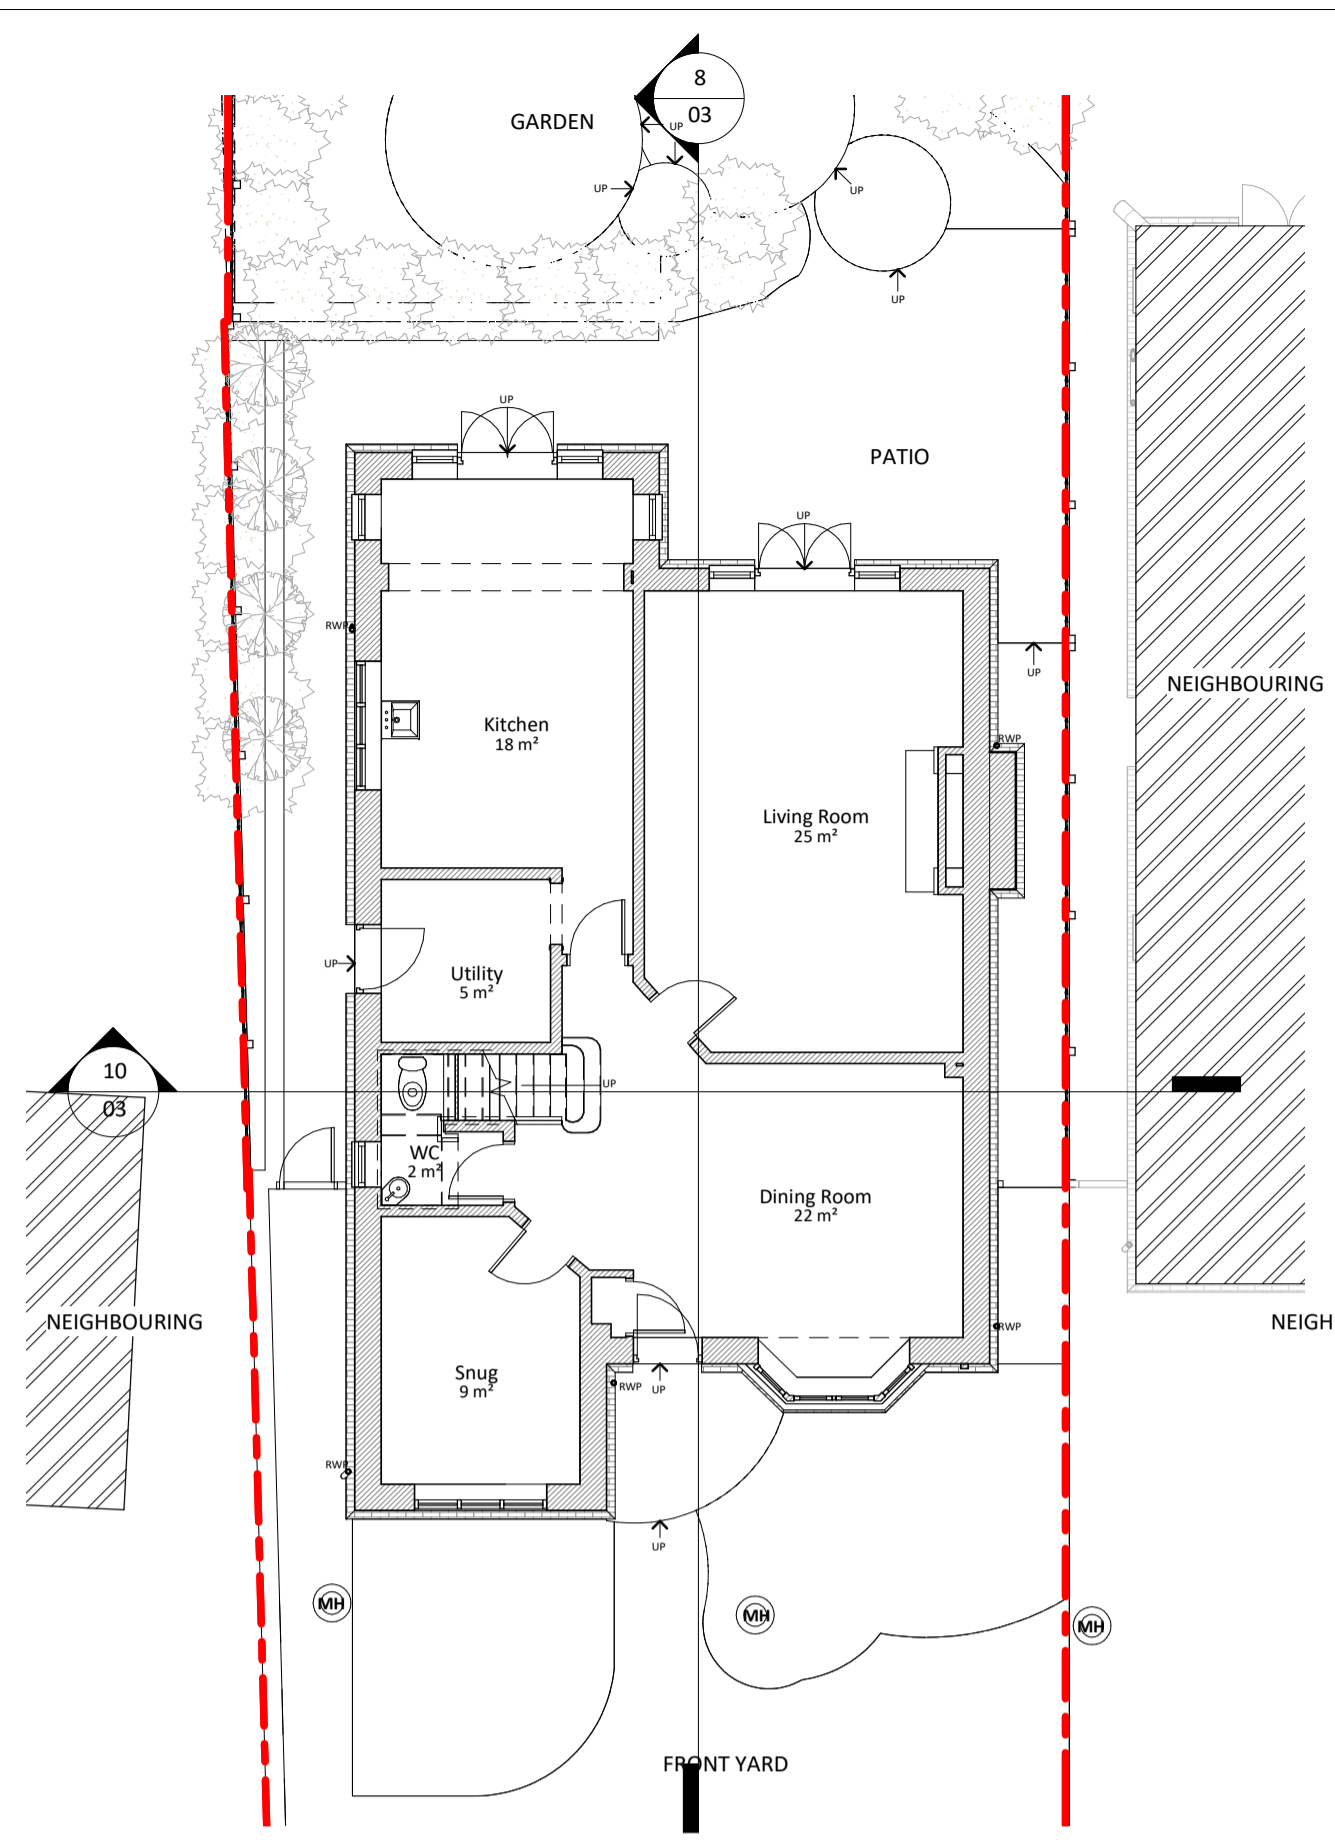 8
GARDEN
03
UP
UP
UP
UP
UP
PATIO
UP
RWP
UP
NEIGHBOURING
Kitchen
18 m²
RWP
Living Room
25 m²
UP
Utility
5 m²
10
UP
03
WC
2 m²
Dining Room
22 m²
NEIGHBOURING
RWP
NEIGH
Snug
9 m²
RWP
UP
RWP
UP
MH
MH
MH
FRONT YARD